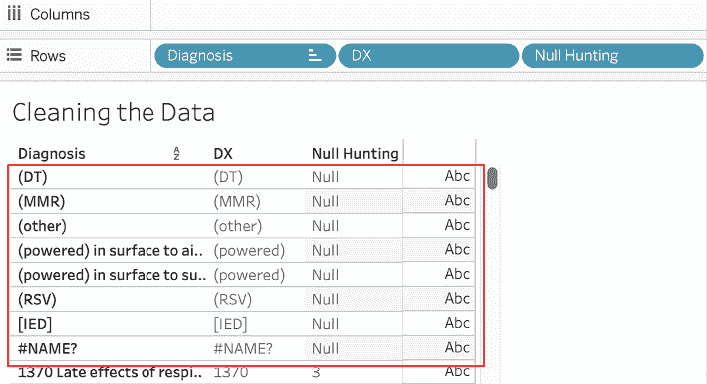 Columns
Rows Diagnosis DX Null Hunting
Cleaning the Data
Diagnosis AZ DX Null Hunting
(DT) (DT) Null Abc
(MMR) (MMR) Null Abc
(other) (other) Null Abc
(powered) in surface to ai.. (powered) Null Abc
(powered) in surface to su.. (powered) Null Abc
(RSV) (RSV) Null Abc
[IED] [IED] Null Abc
#NAME? #NAME? Null Abc
1370 Late effects of respi.. 1370 3 Abc